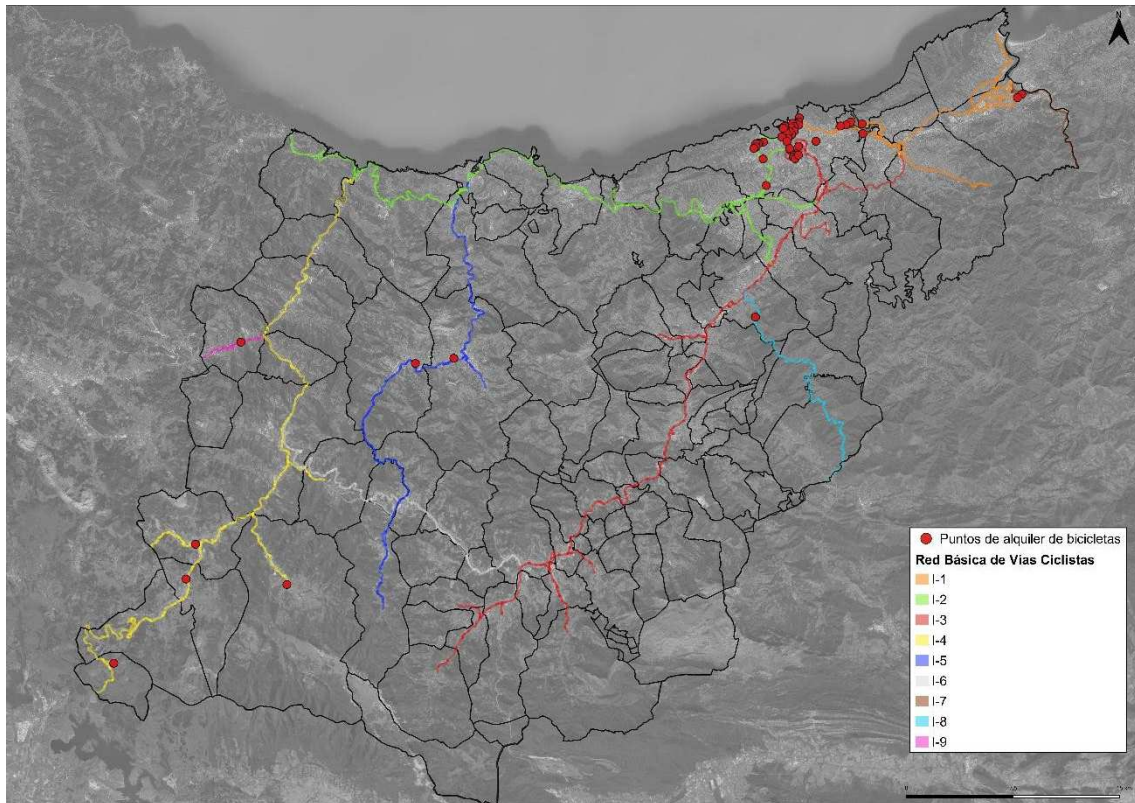 N
Puntos de alquiler de bicicletas
Red Básica de Vías Ciclistas
I-1
I-2
I-3
I-4
I-5
I-6
I-7
I-8
I-9